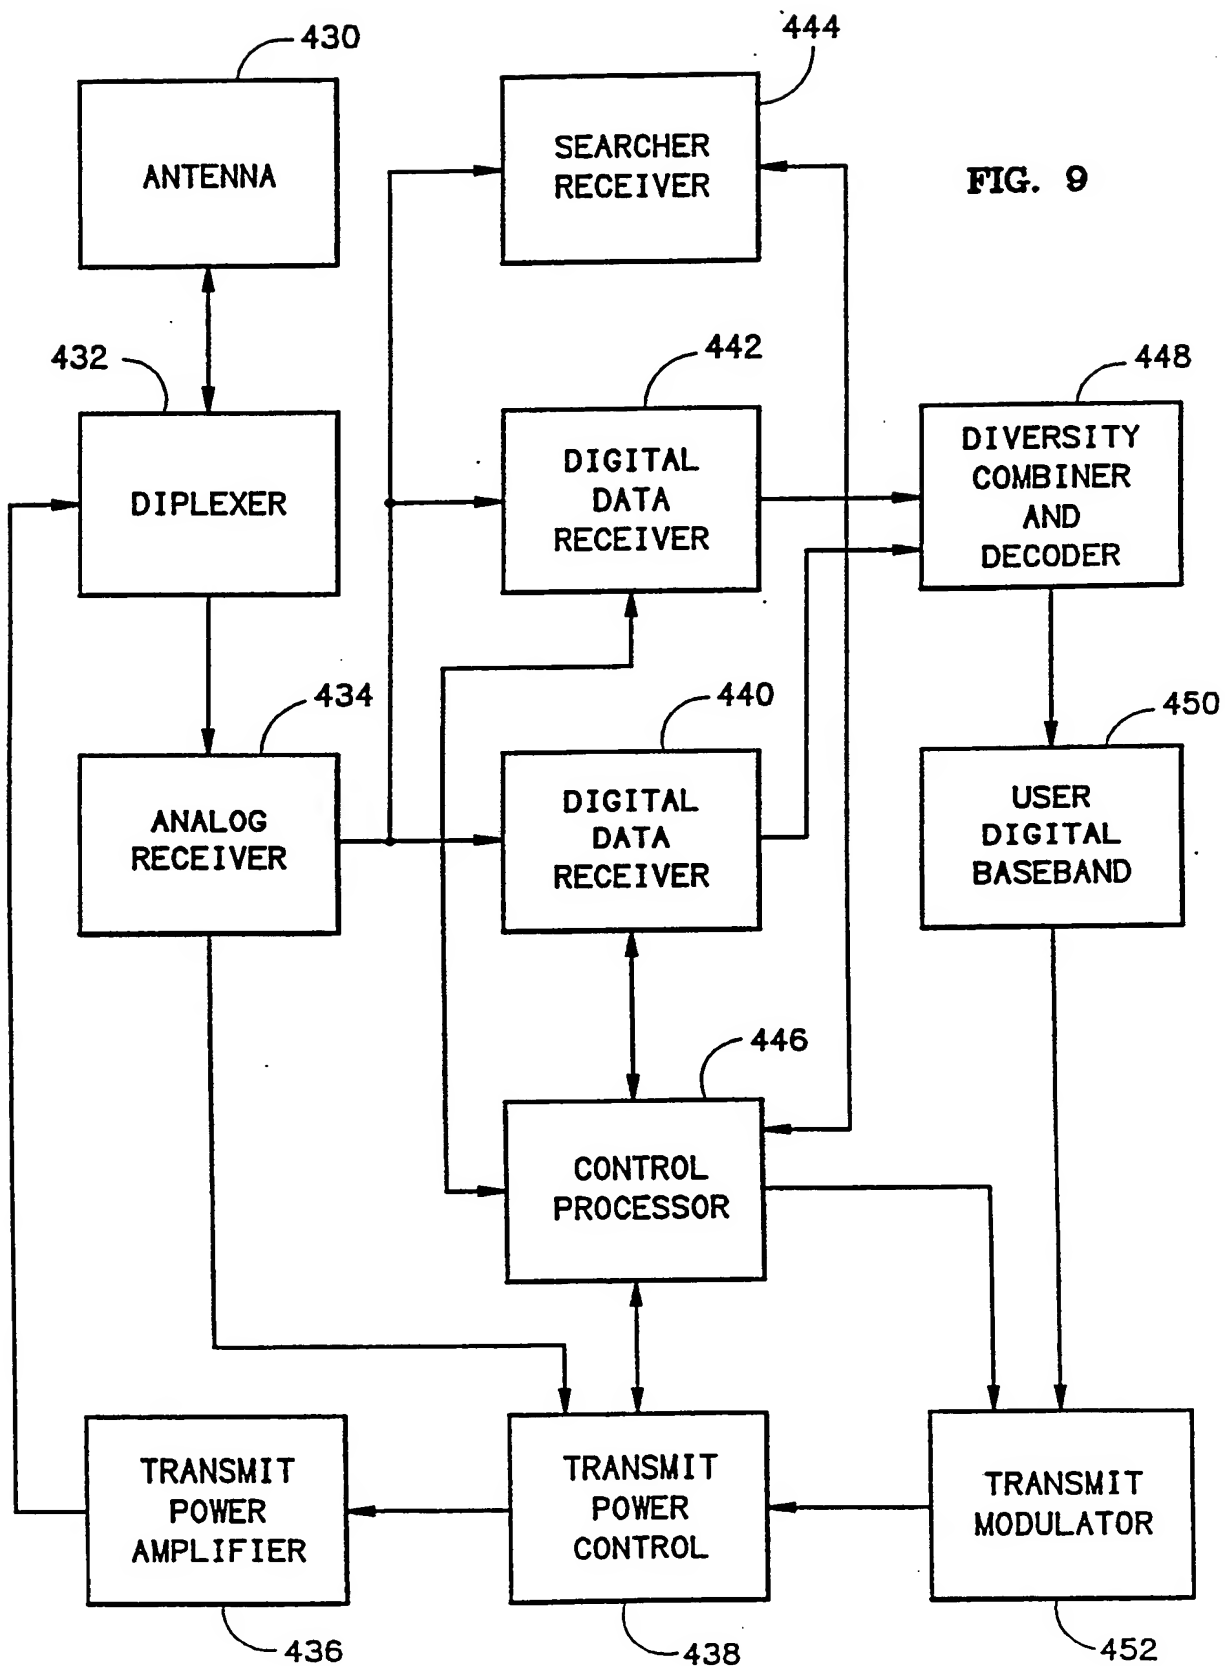 430
444
ANTENNA
SEARCHER
RECEIVER
FIG. 9
432
442
448
DIPLEXER
DIGITAL
DATA
RECEIVER
DIVERSITY
COMBINER
AND
DECODER
434
440
450
ANALOG
RECEIVER
DIGITAL
DATA
RECEIVER
USER
DIGITAL
BASEBAND
446
CONTROL
PROCESSOR
TRANSMIT
POWER
AMPLIFIER
TRANSMIT
POWER
CONTROL
TRANSMIT
MODULATOR
436
438
452